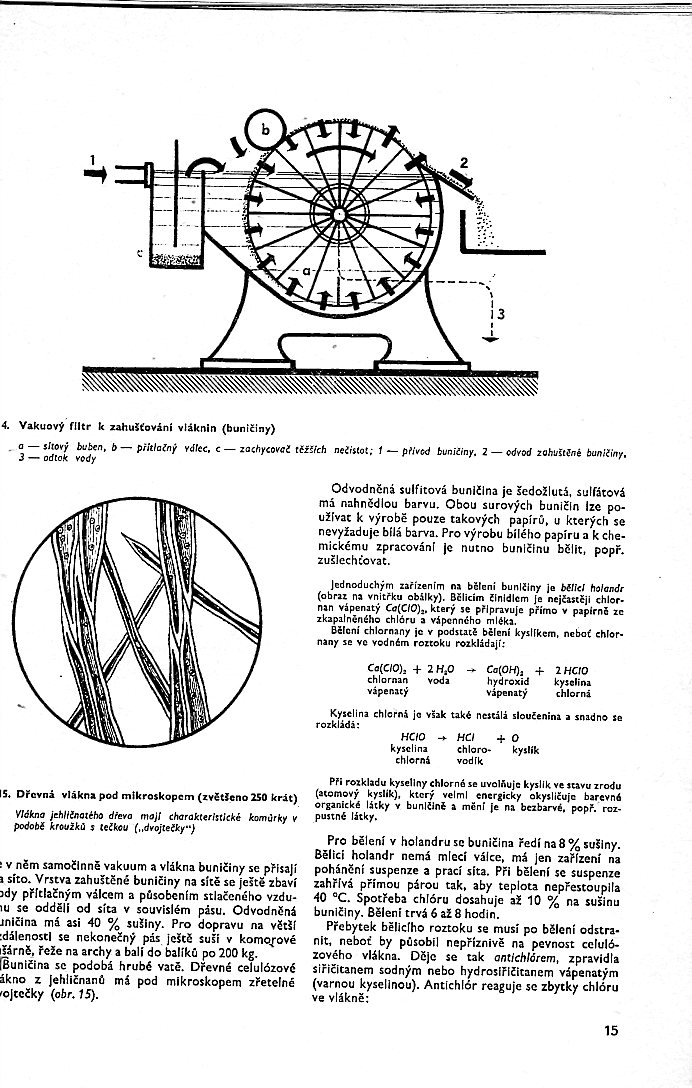 1
b
2
c
a
3
4. Vakuový filtr k zahušťování vláknin (buničiny)
a — sítový buben, b — přítlačný válec, c — zachycovač těžších nečistot; 1 — přívod buničiny, 2 — odvod zahuštěné buničiny,
3 — odtok vody
15. Dřevná vlákna pod mikroskopem (zvětšeno 250 krát)
Vlákna jehličnatého dřeva mají charakteristické komůrky v
podobě kroužků s tečkou („dvojtečky“)
v něm samočinně vakuum a vlákna buničiny se přisají
síto. Vrstva zahuštěné buničiny na sítě se ještě zbaví
ody přítlačným válcem a působením stlačeného vzdu-
hu se oddělí od síta v souvislém pásu. Odvodněná
uničina má asi 40 % sušiny. Pro dopravu na větší
zdálenosti se nekonečný pás ještě suší v komorové
šárně, řeže na archy a balí do balíků po 200 kg.
Buničina se podobá hrubé vatě. Dřevné celulózové
ákno z jehličnanů má pod mikroskopem zřetelné
vojtečky (obr. 15).
Odvodněná sulfitová buničina je šedožlutá, sulfátová
má nahnědlou barvu. Obou surových buničin lze po-
užívat k výrobě pouze takových papírů, u kterých se
nevyžaduje bílá barva. Pro výrobu bílého papíru a k che-
mickému zpracování je nutno buničinu bělit, popř.
zušlechťovat.
Jednoduchým zařízením na bělení buničiny je bělicí holandr
(obraz na vnitřku obálky). Bělicím činidlem je nejčastěji chlor-
nan vápenatý Ca(ClO)₂, který se připravuje přímo v papírně ze
zkapalněného chlóru a vápenného mléka.
Bělení chlornany je v podstatě bělení kyslíkem, neboť chlor-
nany se ve vodném roztoku rozkládají:
Ca(ClO)₂ + 2 H₂O → Ca(OH)₂ + 2 HClO
chlornan voda hydroxid kyselina
vápenatý vápenatý chlorná
Kyselina chlorná je však také nestálá sloučenina a snadno se
rozkládá:
HClO → HCl + O
kyselina chloro- kyslík
chlorná vodík
Při rozkladu kyseliny chlorné se uvolňuje kyslík ve stavu zrodu
(atomový kyslík), který velmi energicky okysličuje barevné
organické látky v buničině a mění je na bezbarvé, popř. roz-
pustné látky.
Pro bělení v holandru se buničina ředí na 8 % sušiny.
Bělicí holandr nemá mlecí válce, má jen zařízení na
pohánění suspenze a prací síta. Při bělení se suspenze
zahřívá přímou párou tak, aby teplota nepřestoupila
40 °C. Spotřeba chlóru dosahuje až 10 % na sušinu
buničiny. Bělení trvá 6 až 8 hodin.
Přebytek bělicího roztoku se musí po bělení odstra-
nit, neboť by působil nepříznivě na pevnost celuló-
zového vlákna. Děje se tak antichlórem, zpravidla
siřičitanem sodným nebo hydrosiřičitanem vápenatým
(varnou kyselinou). Antichlór reaguje se zbytky chlóru
ve vlákně:
15